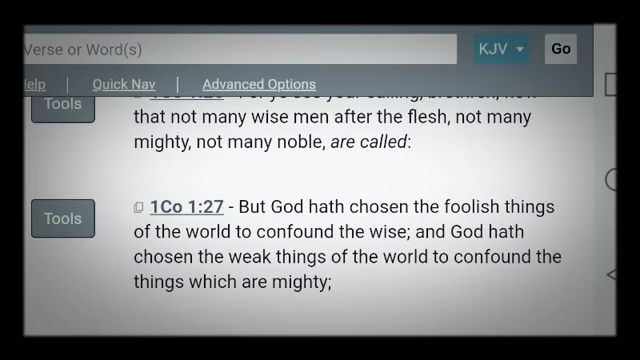 Verse or Word(s)
KJV
Go
Help
Quick Nav
Advanced Options
Tools
that not many wise men after the flesh, not many
mighty, not many noble, are called:
Tools
1Co 1:27 - But God hath chosen the foolish things
of the world to confound the wise; and God hath
chosen the weak things of the world to confound the
things which are mighty;